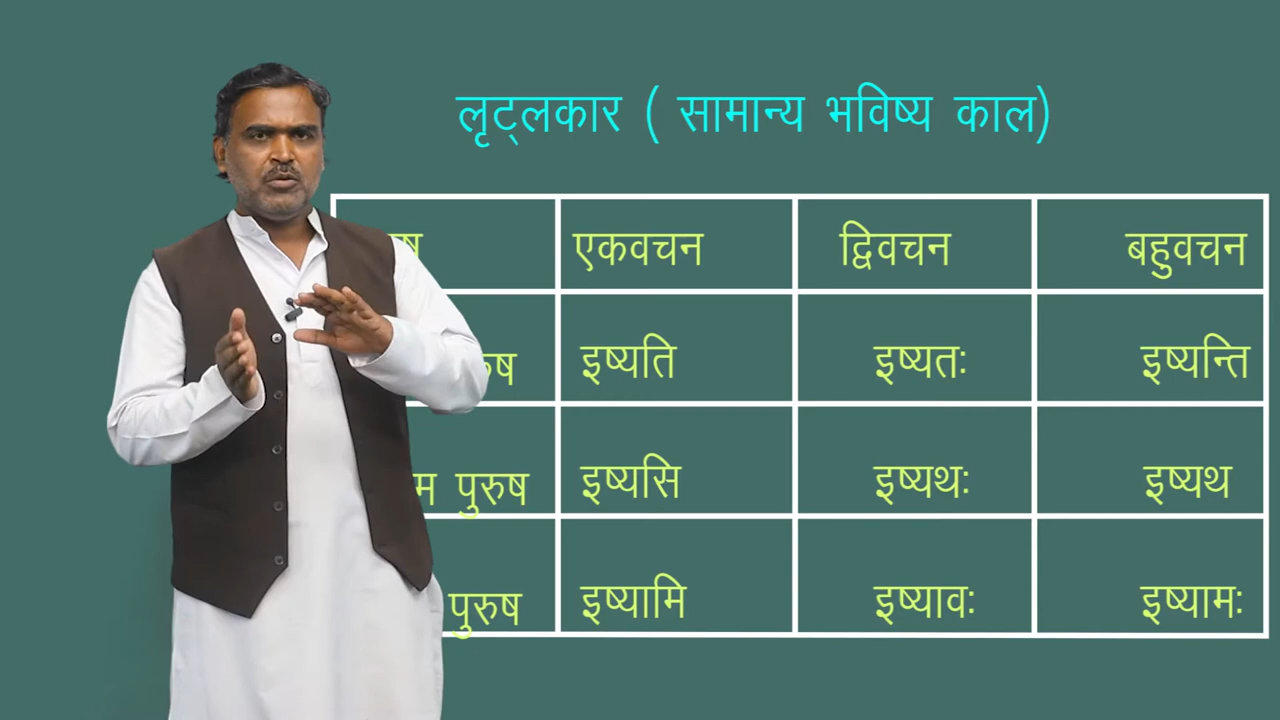 लृट्लकार ( सामान्य भविष्य काल)
एकवचन द्विवचन बहुवचन
इष्यति इष्यतः इष्यन्ति
पुरुष इष्यसि इष्यथः इष्यथ
पुरुष इष्यामि इष्यावः इष्यामः